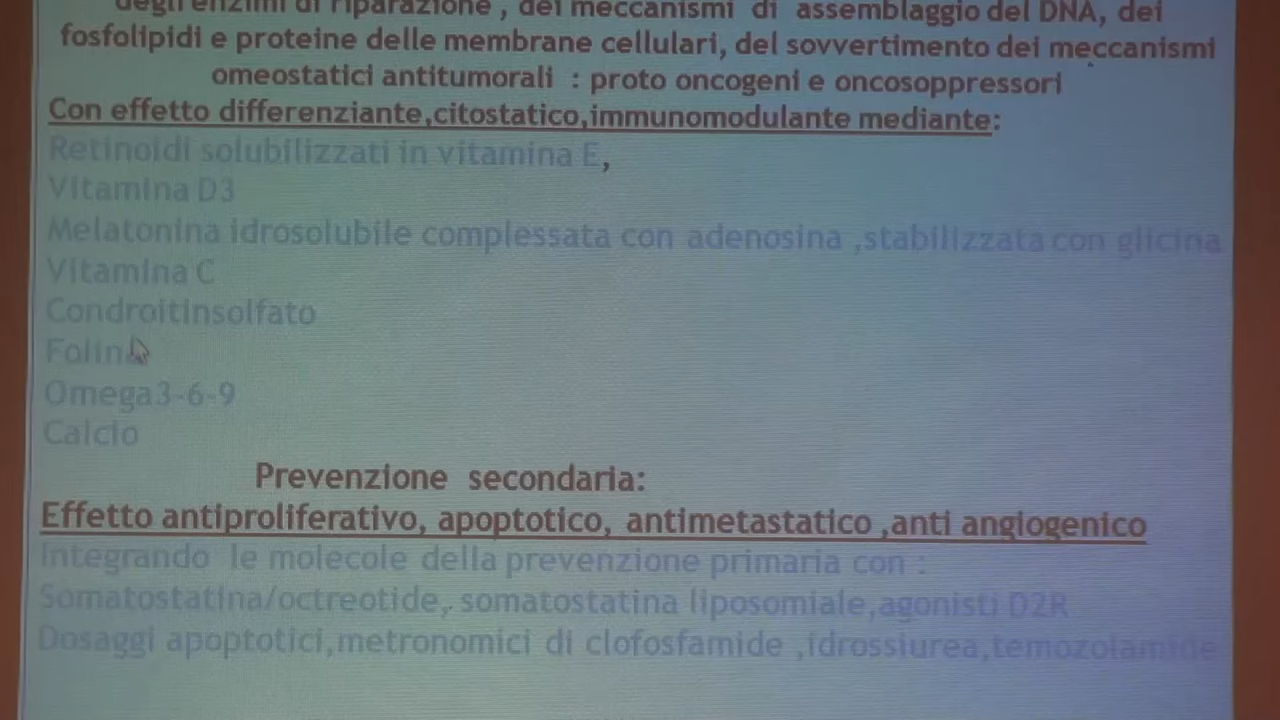 degli enzimi di riparazione , dei meccanismi di assemblaggio del DNA, dei
fosfolipidi e proteine delle membrane cellulari, del sovvertimento dei meccanismi
omeostatici antitumorali : proto oncogeni e oncosoppressori
Con effetto differenziante,citostatico,immunomodulante mediante:
Retinoidi solubilizzati in vitamina E,
Vitamina D3
Melatonina idrosolubile complessata con adenosina ,stabilizzata con glicina
Vitamina C
Condroitinsolfato
Omega3-6-9
Calcio
Prevenzione secondaria:
Effetto antiproliferativo, apoptotico, antimetastatico ,anti angiogenico
Integrando le molecole della prevenzione primaria con :
Somatostatina/octreotide, somatostatina liposomiale,agonisti D2R
Dosaggi apoptotici,metronomici di clofosfamide ,idrossiurea,temozolamide